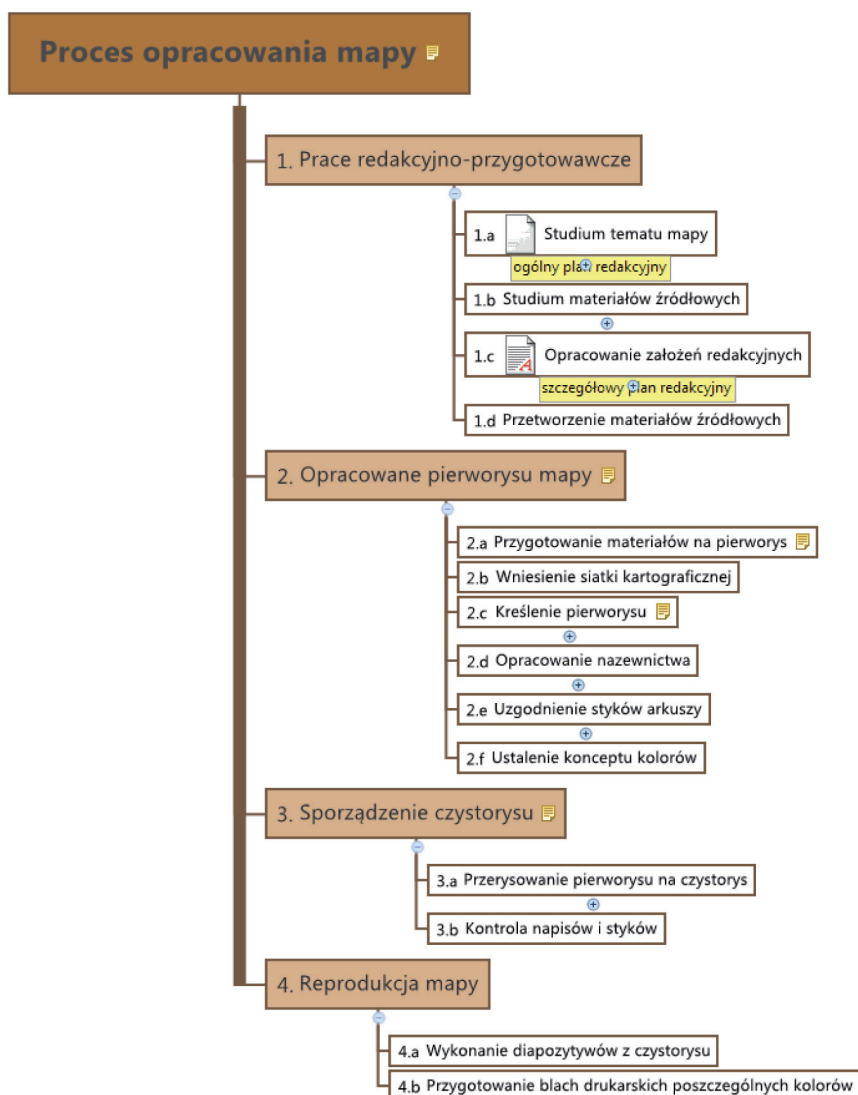 Proces opracowania mapy
1. Prace redakcyjno-przygotowawcze
1.a Studium tematu mapy
ogólny plan redakcyjny
1.b Studium materiałów źródłowych
1.c Opracowanie założeń redakcyjnych
szczegółowy plan redakcyjny
1.d Przetworzenie materiałów źródłowych
2. Opracowane pierworysu mapy
2.a Przygotowanie materiałów na pierworys
2.b Wniesienie siatki kartograficznej
2.c Kreślenie pierworysu
2.d Opracowanie nazewnictwa
2.e Uzgodnienie styków arkuszy
2.f Ustalenie konceptu kolorów
3. Sporządzenie czystorysu
3.a Przerysowanie pierworysu na czystorys
3.b Kontrola napisów i styków
4. Reprodukcja mapy
4.a Wykonanie diapozytywów z czystorysu
4.b Przygotowanie blach drukarskich poszczególnych kolorów